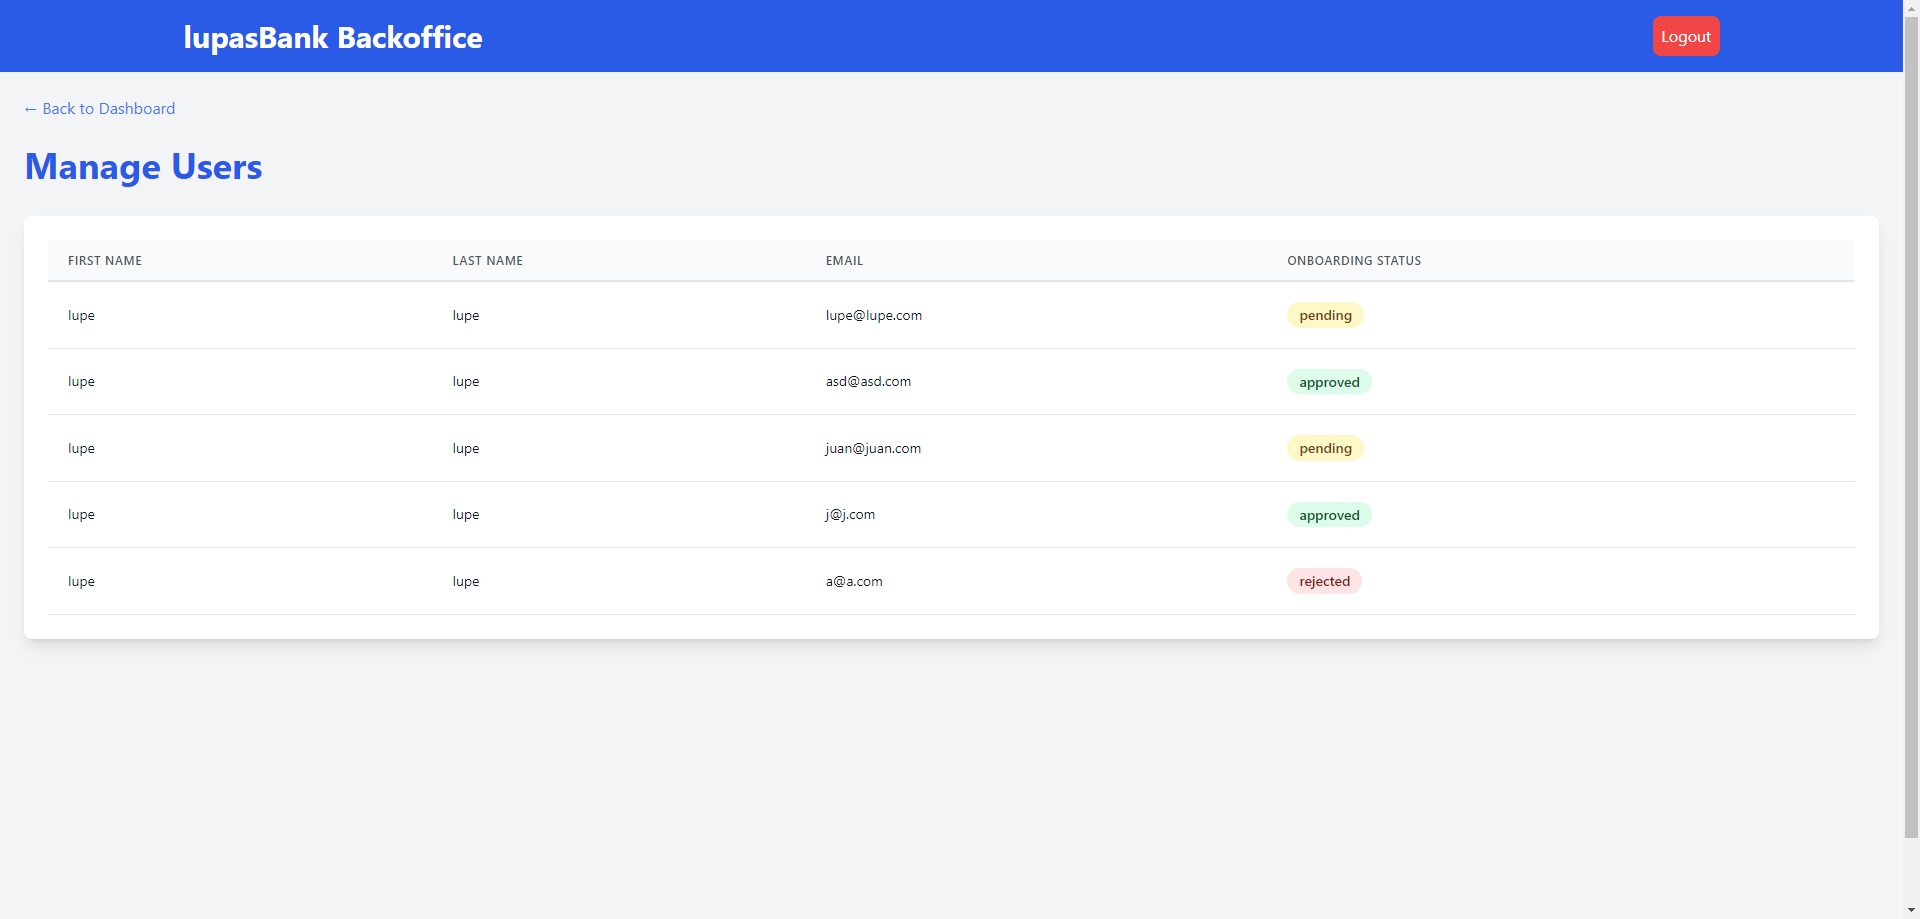 lupasBank Backoffice
Logout
← Back to Dashboard
Manage Users
FIRST NAME LAST NAME EMAIL ONBOARDING STATUS
lupe lupe lupe@lupe.com pending
lupe lupe asd@asd.com approved
lupe lupe juan@juan.com pending
lupe lupe j@j.com approved
lupe lupe a@a.com rejected